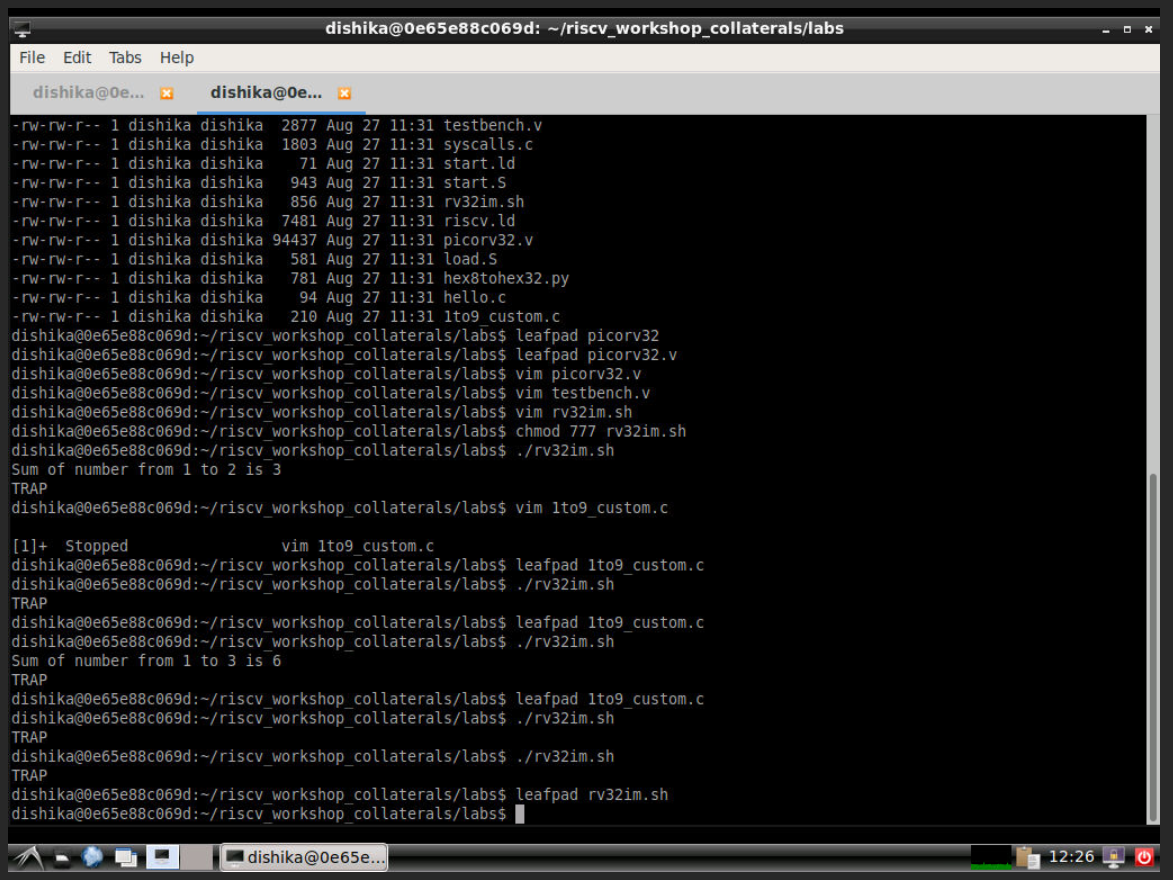 dishika@0e65e88c069d: ~/riscv_workshop_collaterals/labs
File Edit Tabs Help
dishika@0e... dishika@0e...
-rw-rw-r-- 1 dishika dishika  2877 Aug 27 11:31 testbench.v
-rw-rw-r-- 1 dishika dishika  1803 Aug 27 11:31 syscalls.c
-rw-rw-r-- 1 dishika dishika    71 Aug 27 11:31 start.ld
-rw-rw-r-- 1 dishika dishika   943 Aug 27 11:31 start.S
-rw-rw-r-- 1 dishika dishika   856 Aug 27 11:31 rv32im.sh
-rw-rw-r-- 1 dishika dishika  7481 Aug 27 11:31 riscv.ld
-rw-rw-r-- 1 dishika dishika 94437 Aug 27 11:31 picorv32.v
-rw-rw-r-- 1 dishika dishika   581 Aug 27 11:31 load.S
-rw-rw-r-- 1 dishika dishika   781 Aug 27 11:31 hex8tohex32.py
-rw-rw-r-- 1 dishika dishika    94 Aug 27 11:31 hello.c
-rw-rw-r-- 1 dishika dishika   210 Aug 27 11:31 1to9_custom.c
dishika@0e65e88c069d:~/riscv_workshop_collaterals/labs$ leafpad picorv32
dishika@0e65e88c069d:~/riscv_workshop_collaterals/labs$ leafpad picorv32.v
dishika@0e65e88c069d:~/riscv_workshop_collaterals/labs$ vim picorv32.v
dishika@0e65e88c069d:~/riscv_workshop_collaterals/labs$ vim testbench.v
dishika@0e65e88c069d:~/riscv_workshop_collaterals/labs$ vim rv32im.sh
dishika@0e65e88c069d:~/riscv_workshop_collaterals/labs$ chmod 777 rv32im.sh
dishika@0e65e88c069d:~/riscv_workshop_collaterals/labs$ ./rv32im.sh
Sum of number from 1 to 2 is 3
TRAP
dishika@0e65e88c069d:~/riscv_workshop_collaterals/labs$ vim 1to9_custom.c
[1]+  Stopped                 vim 1to9_custom.c
dishika@0e65e88c069d:~/riscv_workshop_collaterals/labs$ leafpad 1to9_custom.c
dishika@0e65e88c069d:~/riscv_workshop_collaterals/labs$ ./rv32im.sh
TRAP
dishika@0e65e88c069d:~/riscv_workshop_collaterals/labs$ leafpad 1to9_custom.c
dishika@0e65e88c069d:~/riscv_workshop_collaterals/labs$ ./rv32im.sh
Sum of number from 1 to 3 is 6
TRAP
dishika@0e65e88c069d:~/riscv_workshop_collaterals/labs$ leafpad 1to9_custom.c
dishika@0e65e88c069d:~/riscv_workshop_collaterals/labs$ ./rv32im.sh
TRAP
dishika@0e65e88c069d:~/riscv_workshop_collaterals/labs$ ./rv32im.sh
TRAP
dishika@0e65e88c069d:~/riscv_workshop_collaterals/labs$ leafpad rv32im.sh
dishika@0e65e88c069d:~/riscv_workshop_collaterals/labs$
dishika@0e65e... 12:26